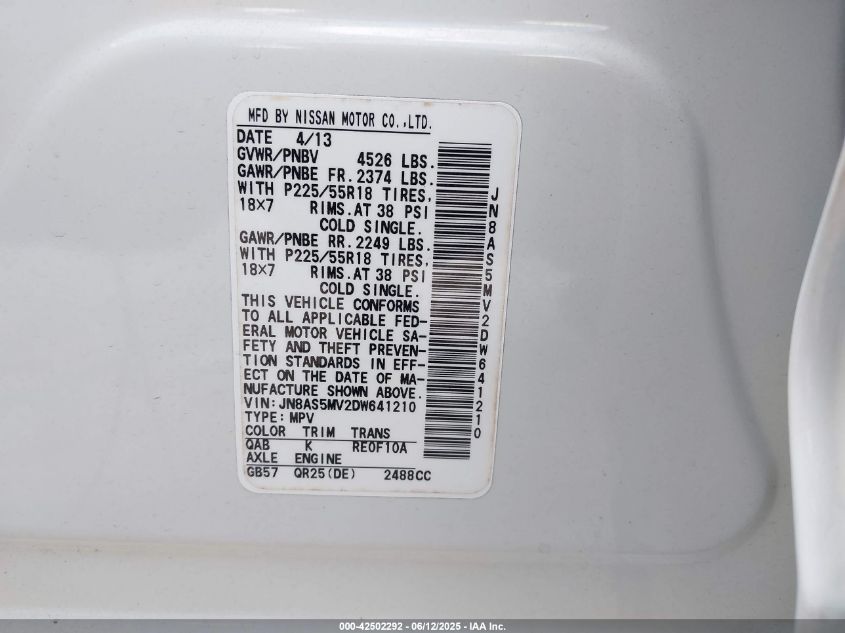 MFD BY NISSAN MOTOR CO.,LTD.
DATE 4/13
GVWR/PNBV 4526 LBS.
GAWR/PNBE FR. 2374 LBS.
WITH P225/55R18 TIRES,
18×7 RIMS. AT 38 PSI
COLD SINGLE.
GAWR/PNBE RR. 2249 LBS.
WITH P225/55R18 TIRES,
18×7 RIMS. AT 38 PSI
COLD SINGLE.
THIS VEHICLE CONFORMS
TO ALL APPLICABLE FED-
ERAL MOTOR VEHICLE SA-
FETY AND THEFT PREVEN-
TION STANDARDS IN EFF-
ECT ON THE DATE OF MA-
NUFACTURE SHOWN ABOVE.
VIN: JN8AS5MV2DW641210
TYPE: MPV
COLOR TRIM TRANS
QAB K RE0F10A
AXLE ENGINE
GB57 QR25(DE) 2488CC
JN8AS5MV2DW641210
000-42502292 - 06/12/2025 - IAA Inc.